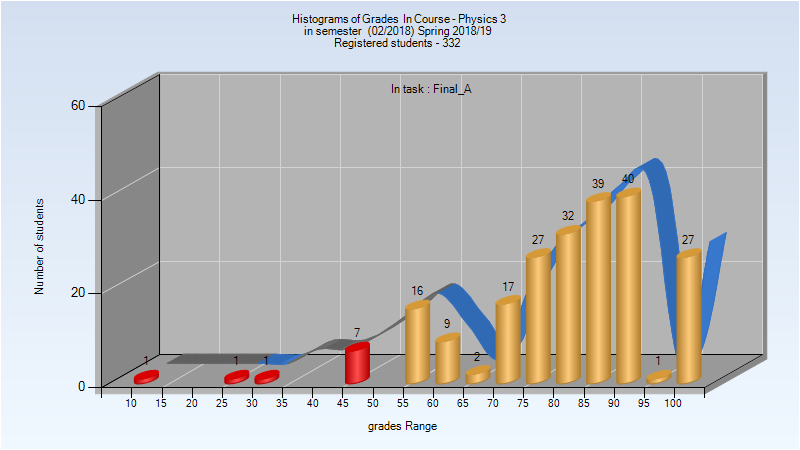 Histograms of Grades In Course - Physics 3
in semester (02/2018) Spring 2018/19
Registered students - 332
In task : Final_A
60
40
20
0
Number of students
1
1
1
7
16
9
2
17
27
32
39
40
1
27
10 15 20 25 30 35 40 45 50 55 60 65 70 75 80 85 90 95 100
grades Range